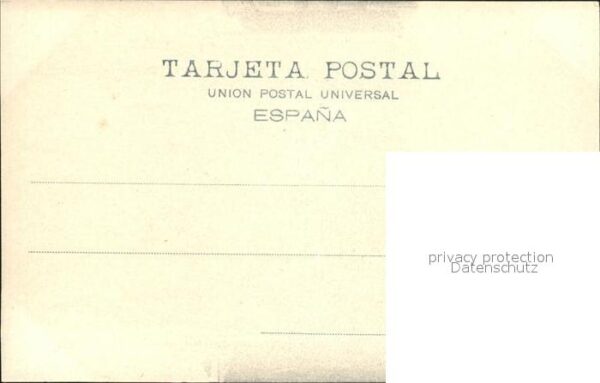 TARJETA POSTAL
UNION POSTAL UNIVERSAL
ESPAÑA
privacy protection
Datenschutz